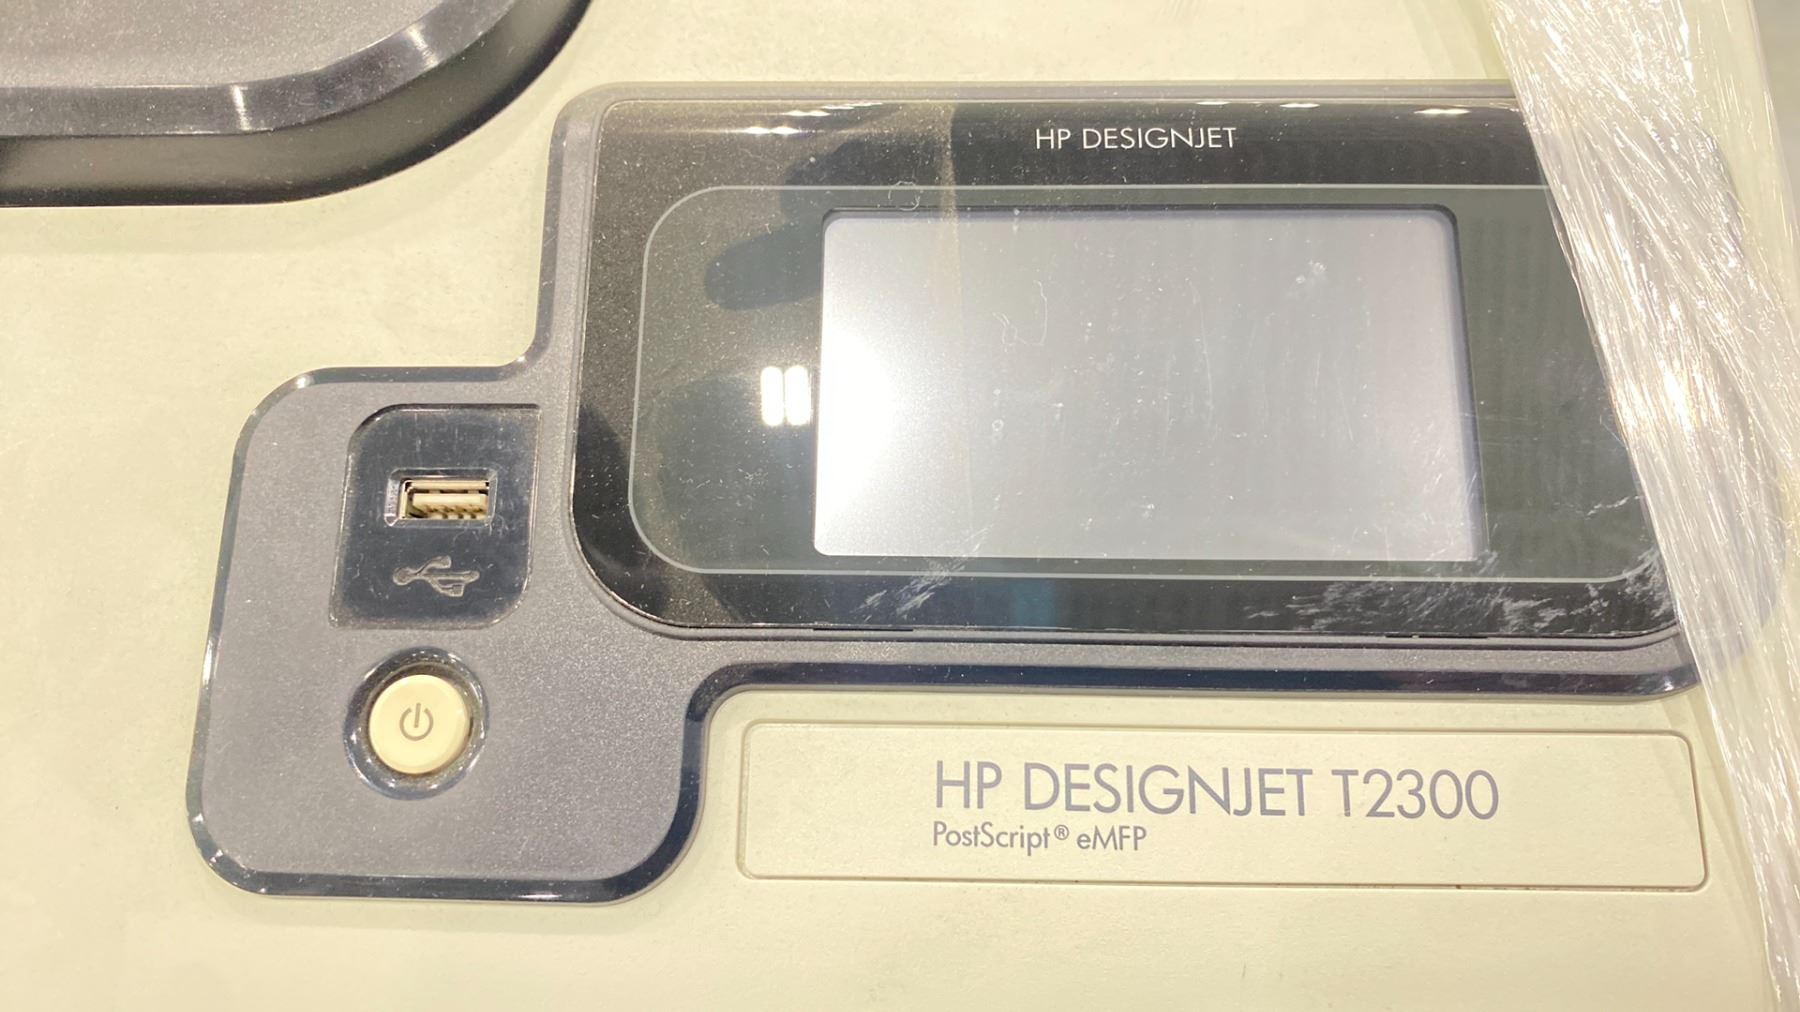 HP DESIGNJET
HP DESIGNJET T2300
PostScript® eMFP